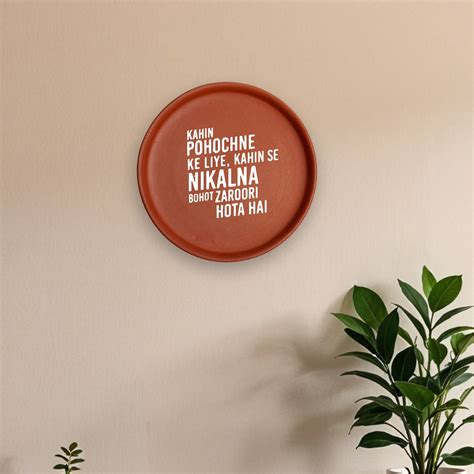 KAHIN
POHOCHNE
KE LIYE, KAHIN SE
NIKALNA
BOHOT ZAROORI
HOTA HAI